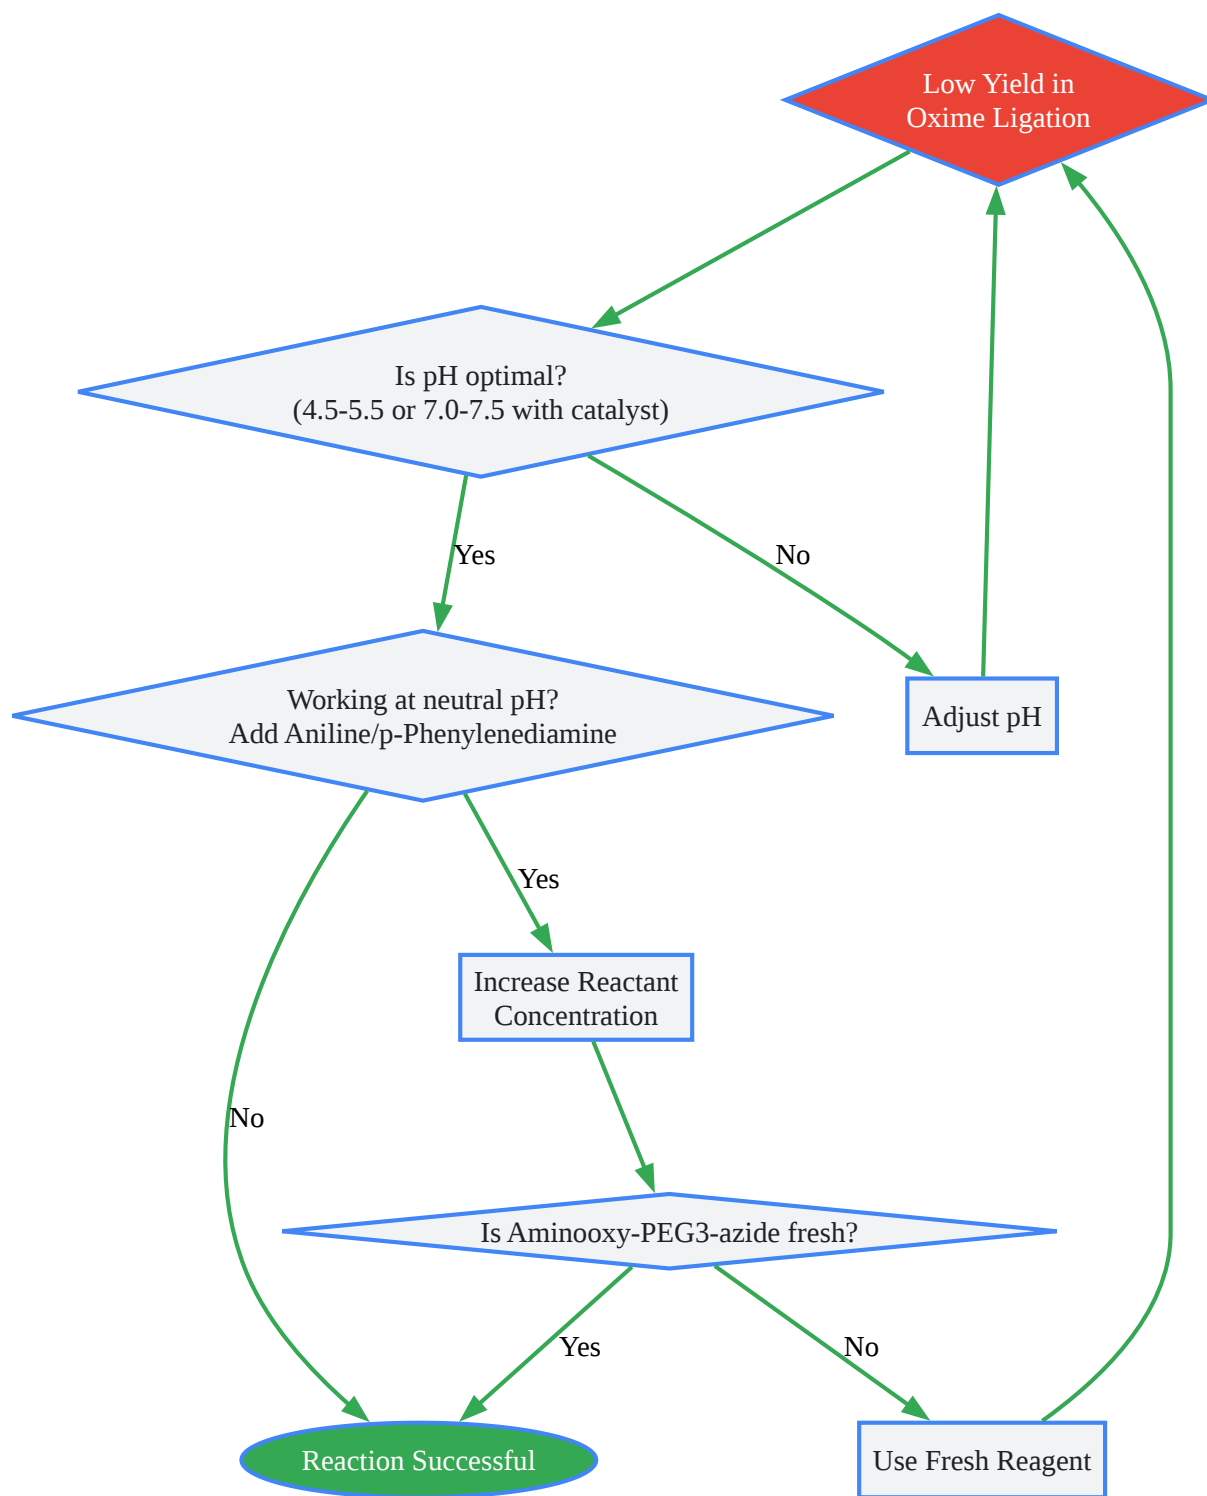 Low Yield in
Oxime Ligation
Is pH optimal?
(4.5-5.5 or 7.0-7.5 with catalyst)
Yes
No
Working at neutral pH?
Add Aniline/p-Phenylenediamine
Adjust pH
Yes
Increase Reactant
Concentration
No
Is Aminooxy-PEG3-azide fresh?
Yes
No
Reaction Successful
Use Fresh Reagent